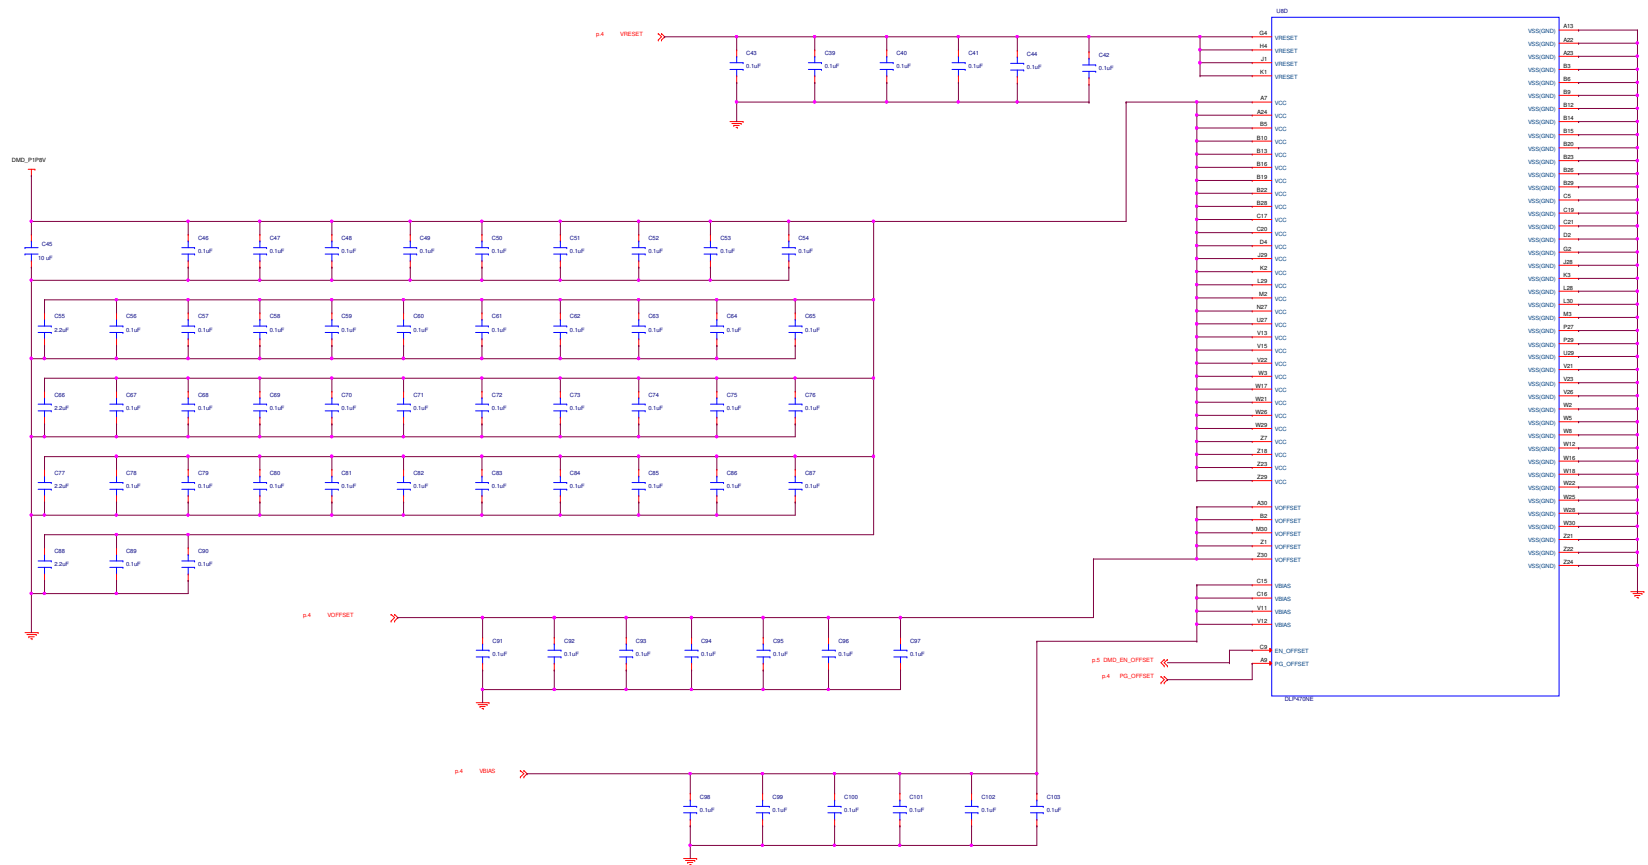 U8D
p.4 VRESET
C43 0.1uF
C39 0.1uF
C40 0.1uF
C41 0.1uF
C44 0.1uF
C42 0.1uF
DMD_P1P8V
C45 10 uF
C46 0.1uF
C47 0.1uF
C48 0.1uF
C49 0.1uF
C50 0.1uF
C51 0.1uF
C52 0.1uF
C53 0.1uF
C54 0.1uF
C55 2.2uF
C56 0.1uF
C57 0.1uF
C58 0.1uF
C59 0.1uF
C60 0.1uF
C61 0.1uF
C62 0.1uF
C63 0.1uF
C64 0.1uF
C65 0.1uF
C66 2.2uF
C67 0.1uF
C68 0.1uF
C69 0.1uF
C70 0.1uF
C71 0.1uF
C72 0.1uF
C73 0.1uF
C74 0.1uF
C75 0.1uF
C76 0.1uF
C77 2.2uF
C78 0.1uF
C79 0.1uF
C80 0.1uF
C81 0.1uF
C82 0.1uF
C83 0.1uF
C84 0.1uF
C85 0.1uF
C86 0.1uF
C87 0.1uF
C88 2.2uF
C89 0.1uF
C90 0.1uF
p.4 VOFFSET
C91 0.1uF
C92 0.1uF
C93 0.1uF
C94 0.1uF
C95 0.1uF
C96 0.1uF
C97 0.1uF
p.5 DMD_EN_OFFSET
p.4 PG_OFFSET
p.4 VBIAS
C98 0.1uF
C99 0.1uF
C100 0.1uF
C101 0.1uF
C102 0.1uF
C103 0.1uF
G4 VRESET
H4 VRESET
J1 VRESET
K1 VRESET
A7 VCC
A24 VCC
B5 VCC
B10 VCC
B13 VCC
B16 VCC
B19 VCC
B22 VCC
B28 VCC
C17 VCC
C20 VCC
D4 VCC
J29 VCC
K2 VCC
L29 VCC
M2 VCC
N27 VCC
U27 VCC
V13 VCC
V15 VCC
V22 VCC
W3 VCC
W17 VCC
W21 VCC
W26 VCC
W29 VCC
Z7 VCC
Z18 VCC
Z23 VCC
Z29 VCC
A30 VOFFSET
B2 VOFFSET
M30 VOFFSET
Z1 VOFFSET
Z30 VOFFSET
C15 VBIAS
C16 VBIAS
V11 VBIAS
V12 VBIAS
C9 EN_OFFSET
A9 PG_OFFSET
VSS(GND) A13
VSS(GND) A22
VSS(GND) A23
VSS(GND) B3
VSS(GND) B6
VSS(GND) B9
VSS(GND) B12
VSS(GND) B14
VSS(GND) B15
VSS(GND) B20
VSS(GND) B23
VSS(GND) B26
VSS(GND) B29
VSS(GND) C5
VSS(GND) C19
VSS(GND) C21
VSS(GND) D2
VSS(GND) G2
VSS(GND) J28
VSS(GND) K3
VSS(GND) L28
VSS(GND) L30
VSS(GND) M3
VSS(GND) P27
VSS(GND) P29
VSS(GND) U29
VSS(GND) V21
VSS(GND) V23
VSS(GND) V26
VSS(GND) W2
VSS(GND) W5
VSS(GND) W8
VSS(GND) W12
VSS(GND) W16
VSS(GND) W18
VSS(GND) W22
VSS(GND) W25
VSS(GND) W28
VSS(GND) W30
VSS(GND) Z21
VSS(GND) Z22
VSS(GND) Z24
DLP470NE